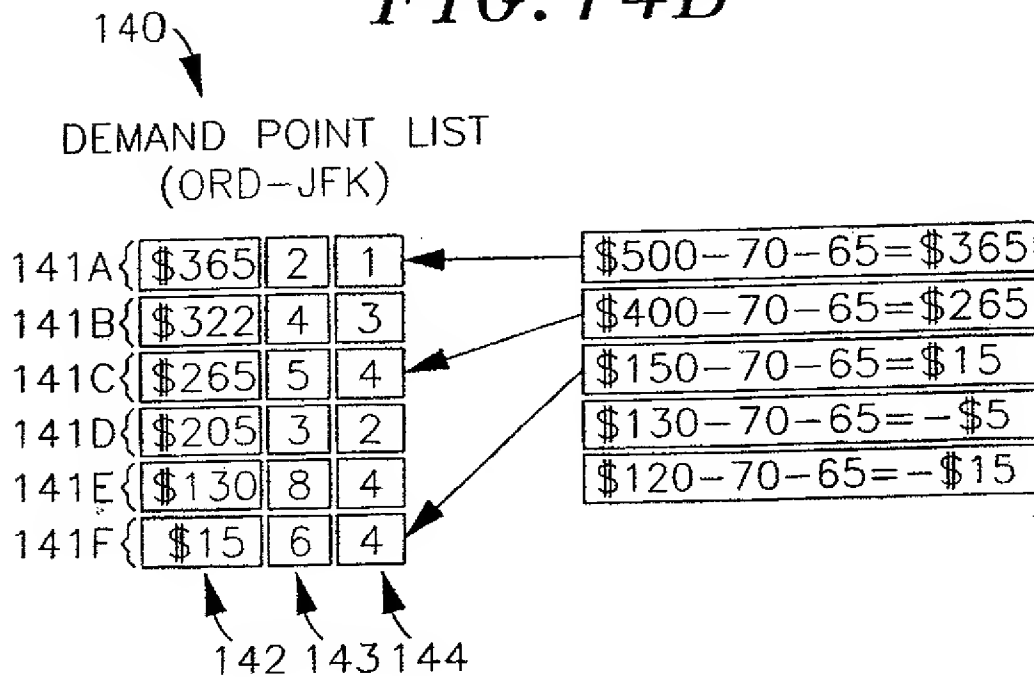 FIG. 14B
140
DEMAND POINT LIST
(ORD-JFK)
141A{ $365 2 1
141B{ $322 4 3
141C{ $265 5 4
141D{ $205 3 2
141E{ $130 8 4
141F{ $15 6 4
142 143 144
$500-70-65=$365
$400-70-65=$265
$150-70-65=$15
$130-70-65=-$5
$120-70-65=-$15